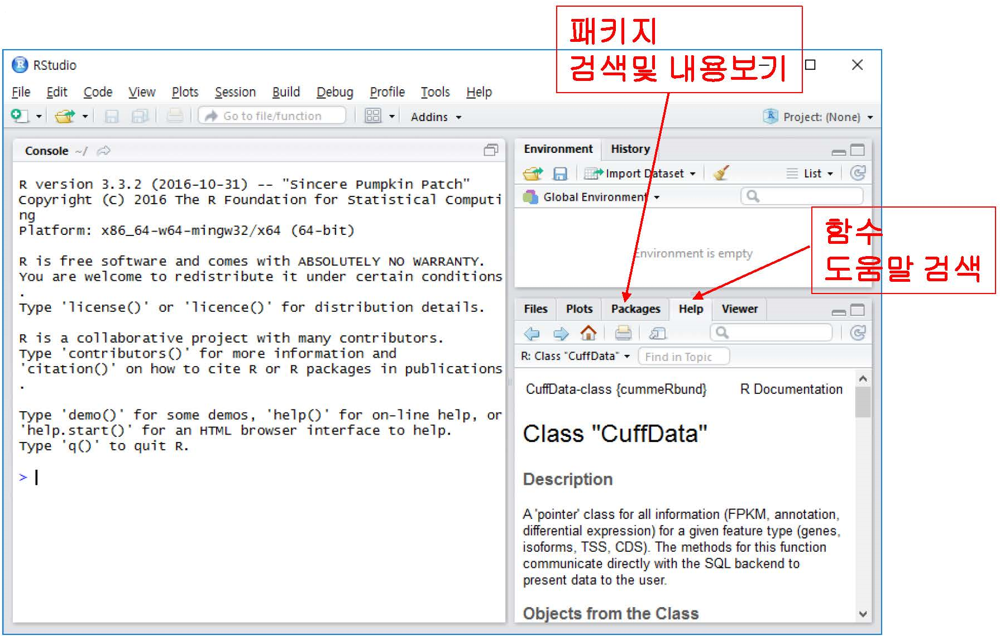 패키지
검색및 내용보기
RStudio
File Edit Code View Plots Session Build Debug Profile Tools Help
Go to file/function Addins Project: (None)
Console ~/
R version 3.3.2 (2016-10-31) -- "Sincere Pumpkin Patch"
Copyright (C) 2016 The R Foundation for Statistical Computi
ng
Platform: x86_64-w64-mingw32/x64 (64-bit)
R is free software and comes with ABSOLUTELY NO WARRANTY.
You are welcome to redistribute it under certain conditions
.
Type 'license()' or 'licence()' for distribution details.
R is a collaborative project with many contributors.
Type 'contributors()' for more information and
'citation()' on how to cite R or R packages in publications
.
Type 'demo()' for some demos, 'help()' for on-line help, or
'help.start()' for an HTML browser interface to help.
Type 'q()' to quit R.
>
Environment History
Import Dataset List
Global Environment
Environment is empty
함수
도움말 검색
Files Plots Packages Help Viewer
R: Class "CuffData" Find in Topic
CuffData-class {cummeRbund} R Documentation
Class "CuffData"
Description
A 'pointer' class for all information (FPKM, annotation,
differential expression) for a given feature type (genes,
isoforms, TSS, CDS). The methods for this function
communicate directly with the SQL backend to
present data to the user.
Objects from the Class